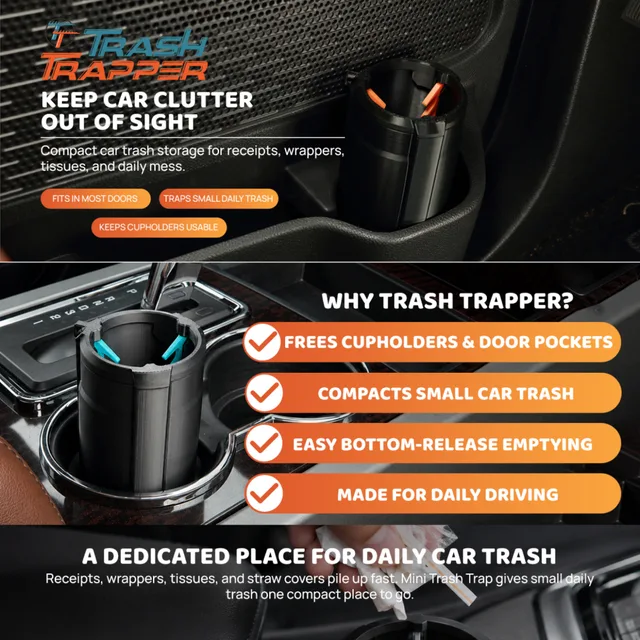 TRASH
TRAPPER
KEEP CAR CLUTTER
OUT OF SIGHT
Compact car trash storage for receipts, wrappers,
tissues, and daily mess.
FITS IN MOST DOORS
TRAPS SMALL DAILY TRASH
KEEPS CUPHOLDERS USABLE
WHY TRASH TRAPPER?
FREES CUPHOLDERS & DOOR POCKETS
COMPACTS SMALL CAR TRASH
EASY BOTTOM-RELEASE EMPTYING
MADE FOR DAILY DRIVING
A DEDICATED PLACE FOR DAILY CAR TRASH
Receipts, wrappers, tissues, and straw covers pile up fast. Mini Trash Trap gives small daily
trash one compact place to go.